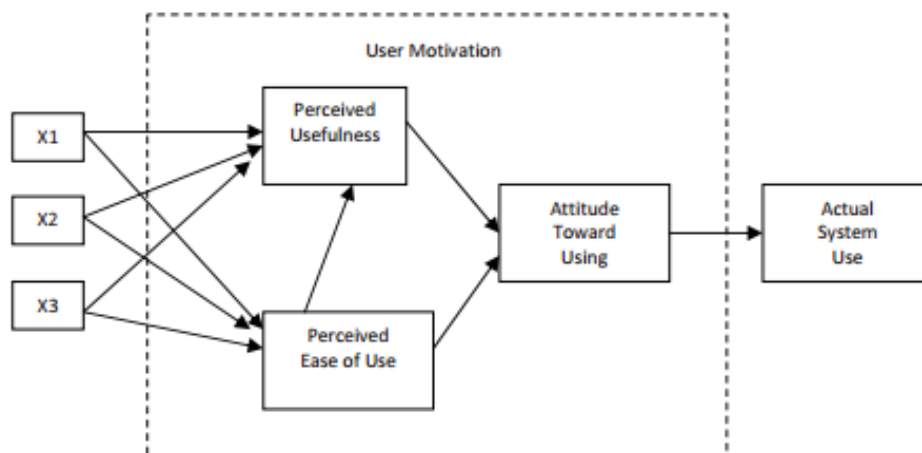 User Motivation
Perceived
Usefulness
X1
X2
X3
Attitude
Toward
Using
Actual
System
Use
Perceived
Ease of Use